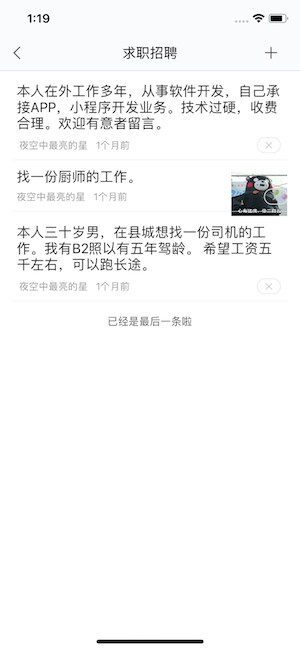 1:19
求职招聘
本人在外工作多年，从事软件开发，自己承
接APP，小程序开发业务。技术过硬，收费
合理。欢迎有意者留言。
夜空中最亮的星 1个月前
找一份厨师的工作。
夜空中最亮的星 1个月前
本人三十岁男，在县城想找一份司机的工
作。我有B2照以有五年驾龄。 希望工资五
千左右，可以跑长途。
夜空中最亮的星 1个月前
已经是最后一条啦